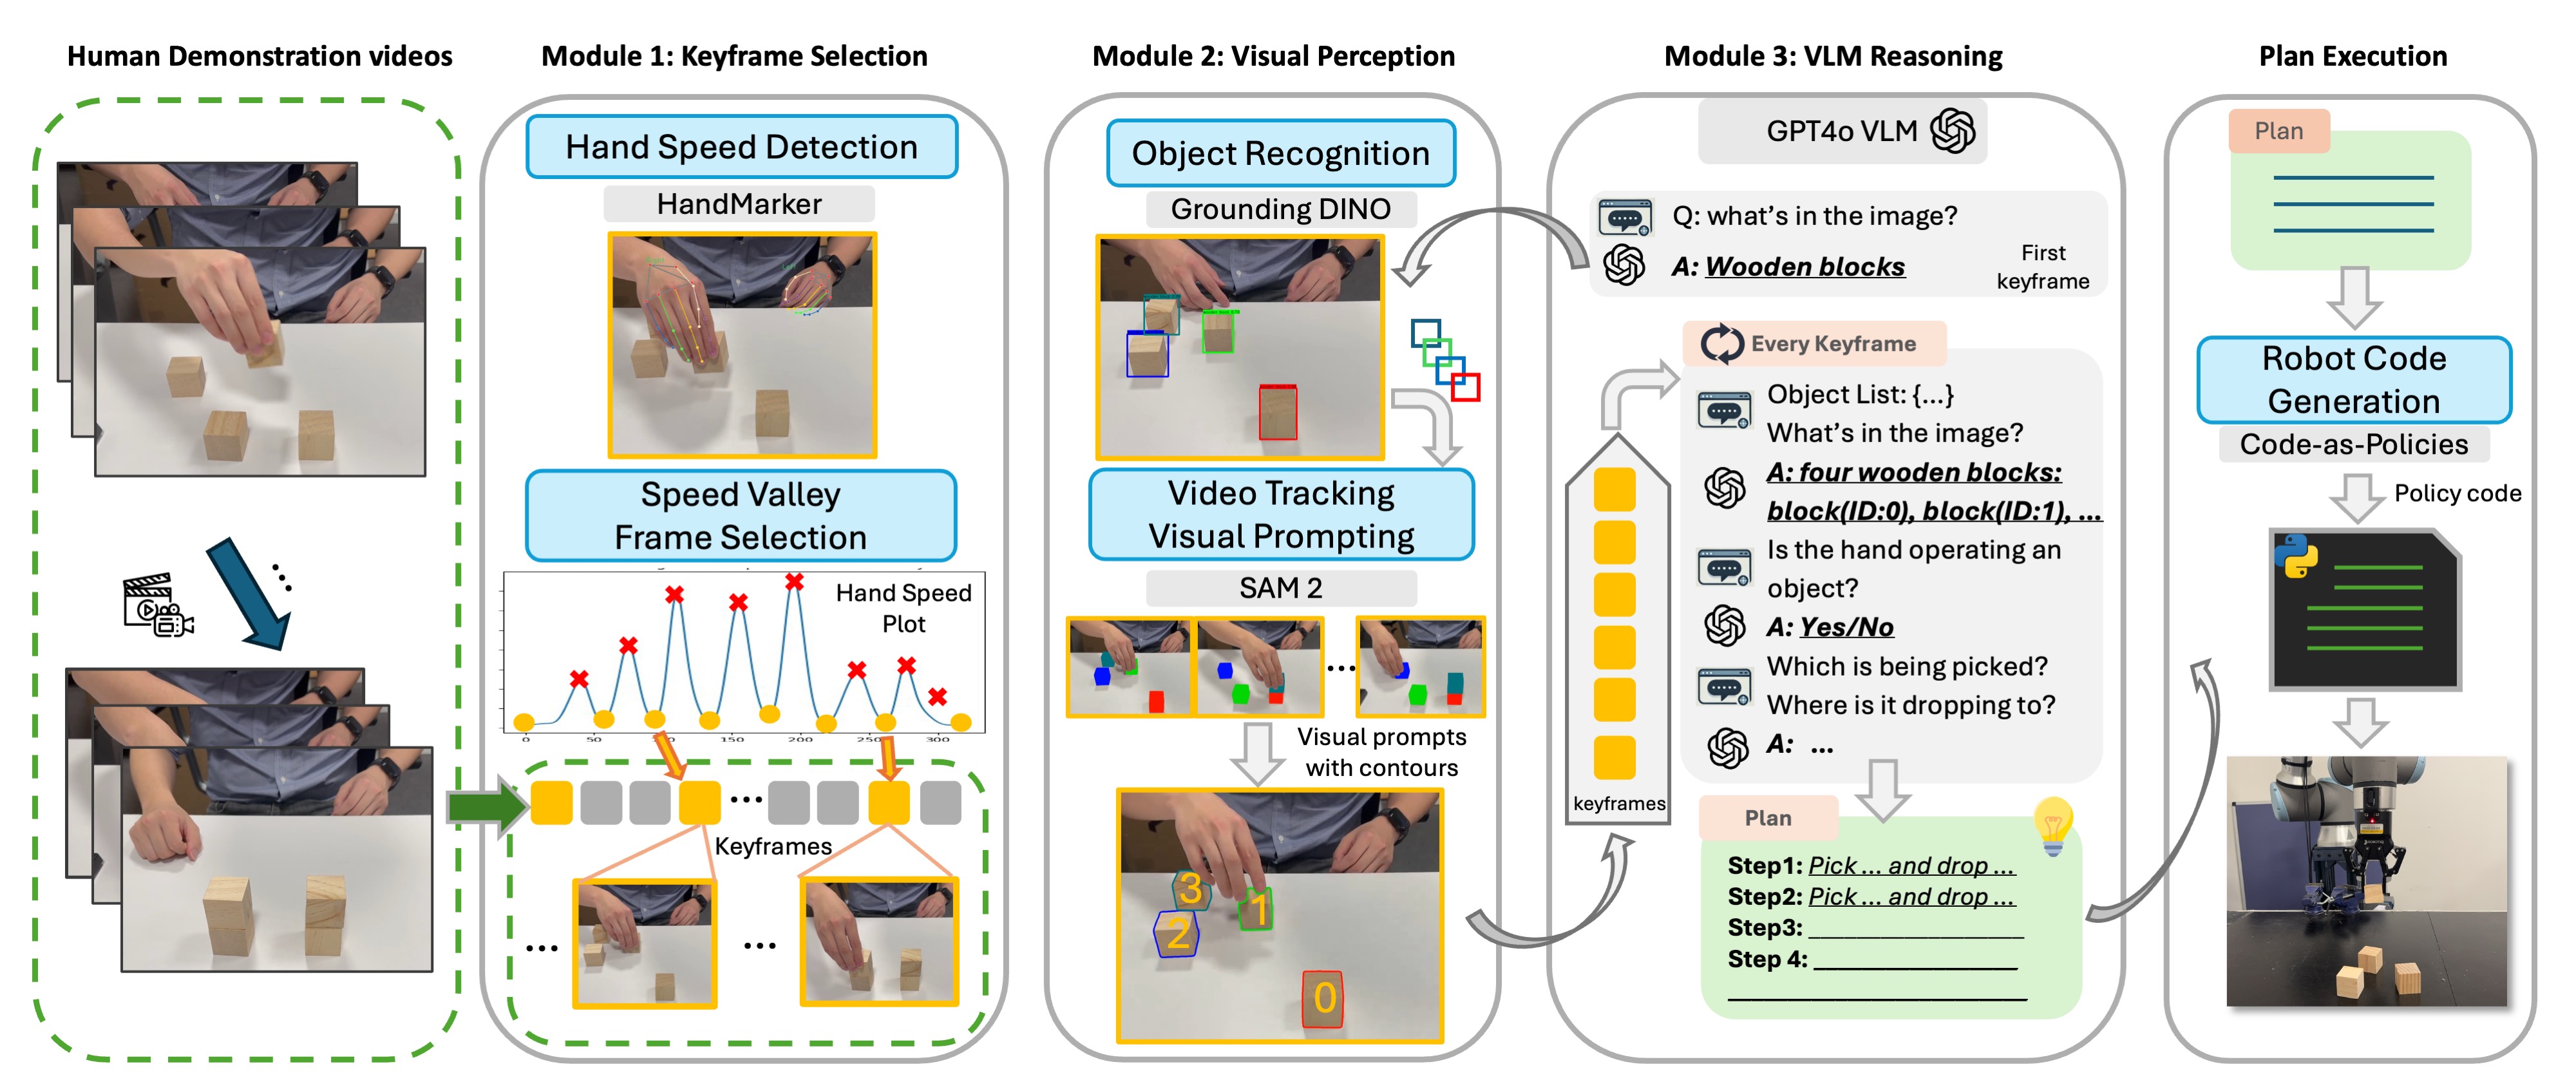 Human Demonstration videos
Module 1: Keyframe Selection
Hand Speed Detection
HandMarker
Speed Valley
Frame Selection
Hand Speed
Plot
0
50
150
200
300
Keyframes
...
...
...
Module 2: Visual Perception
Object Recognition
Grounding DINO
Video Tracking
Visual Prompting
SAM 2
...
Visual prompts
with contours
3
1
2
0
Module 3: VLM Reasoning
GPT4o VLM
Q: what's in the image?
A: Wooden blocks
First
keyframe
Every Keyframe
Object List: {...}
What's in the image?
A: four wooden blocks:
block(ID:0), block(ID:1), ...
Is the hand operating an
object?
A: Yes/No
Which is being picked?
Where is it dropping to?
A: ...
keyframes
Plan
Step1: Pick ... and drop ...
Step2: Pick ... and drop ...
Step3:
Step 4:
Plan Execution
Plan
Robot Code
Generation
Code-as-Policies
Policy code